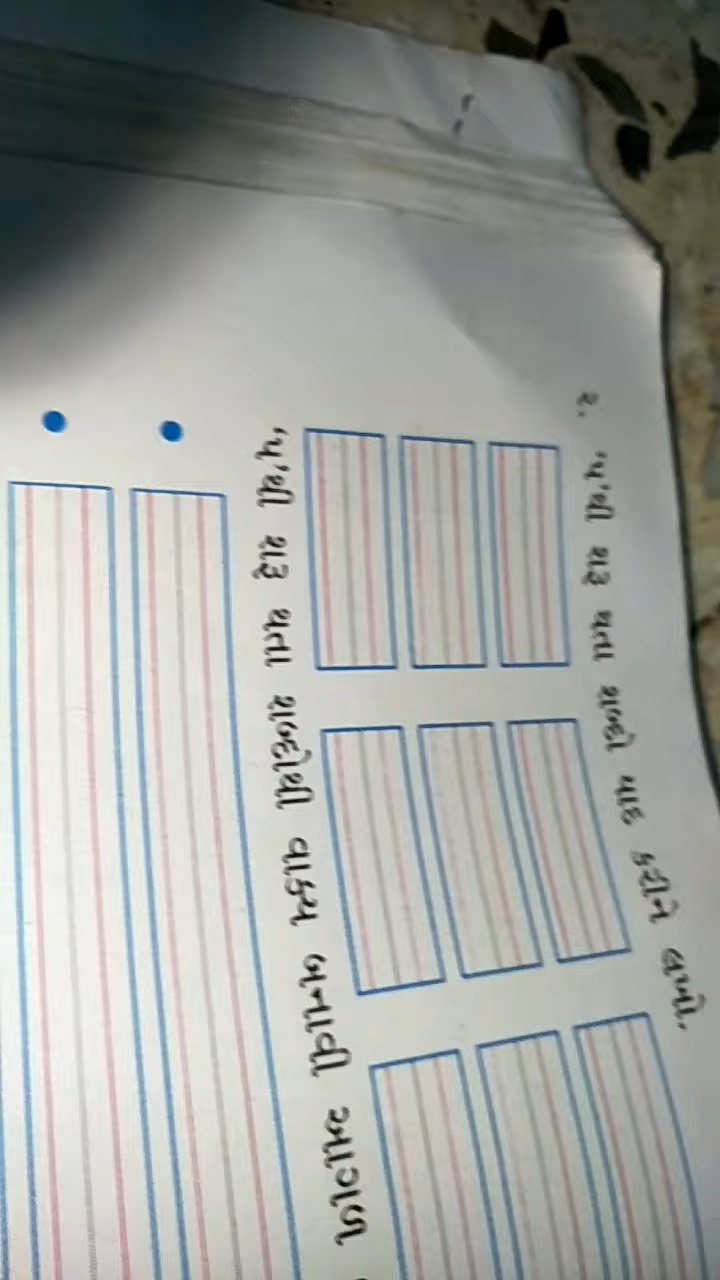 ૨. 'પ'થી શરૂ થતા શબ્દો યાદ કરીને લખો.
'પ'થી શરૂ થતા શબ્દોથી વાક્ય બનાવી આગળ